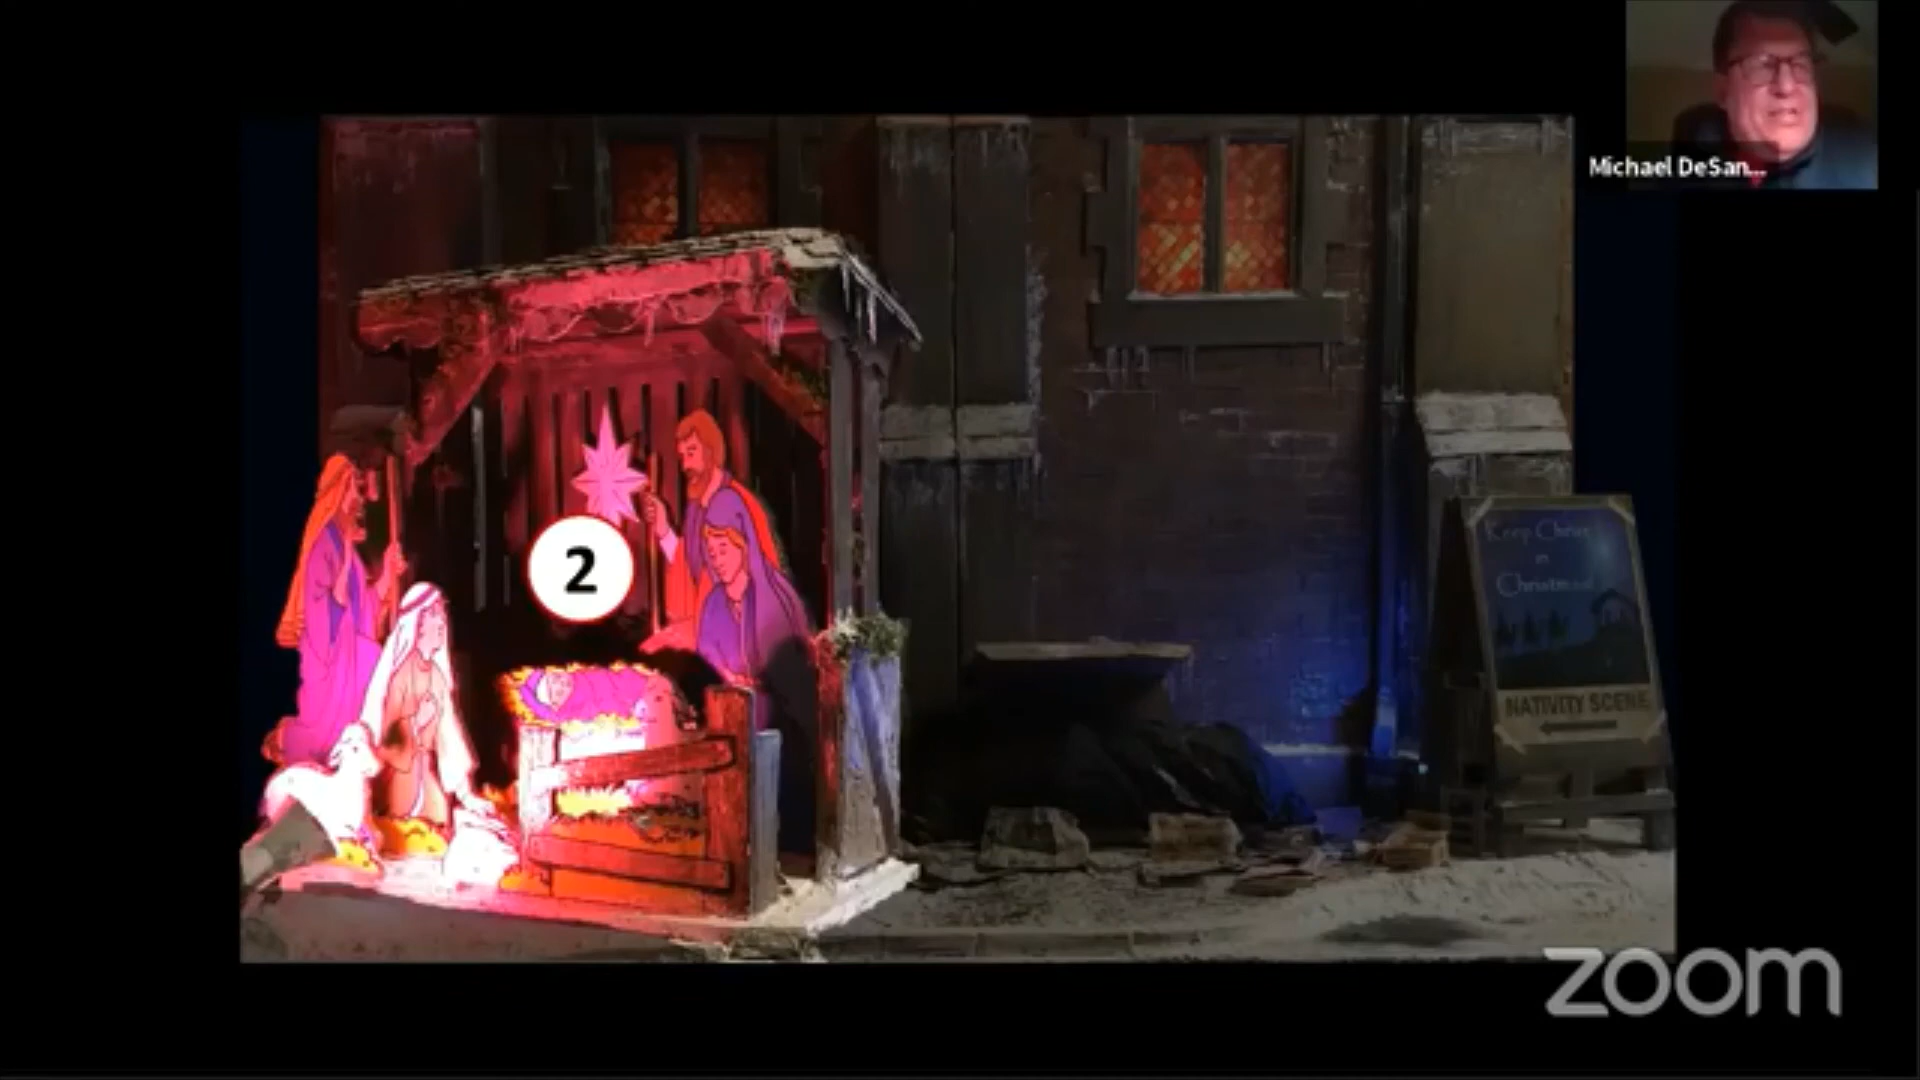 Michael DeSan...
2
Keep Christ
in
Christmas
NATIVITY SCENE
zoom